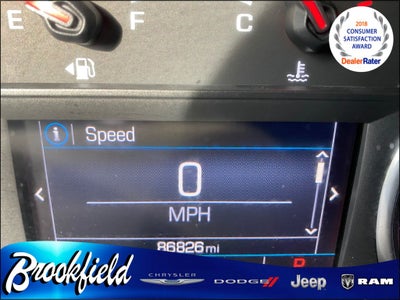 E
F
C
2018
CONSUMER
SATISFACTION
AWARD
DealerRater
i Speed
0
MPH
86826 mi
Brookfield
CHRYSLER
DODGE
Jeep
RAM